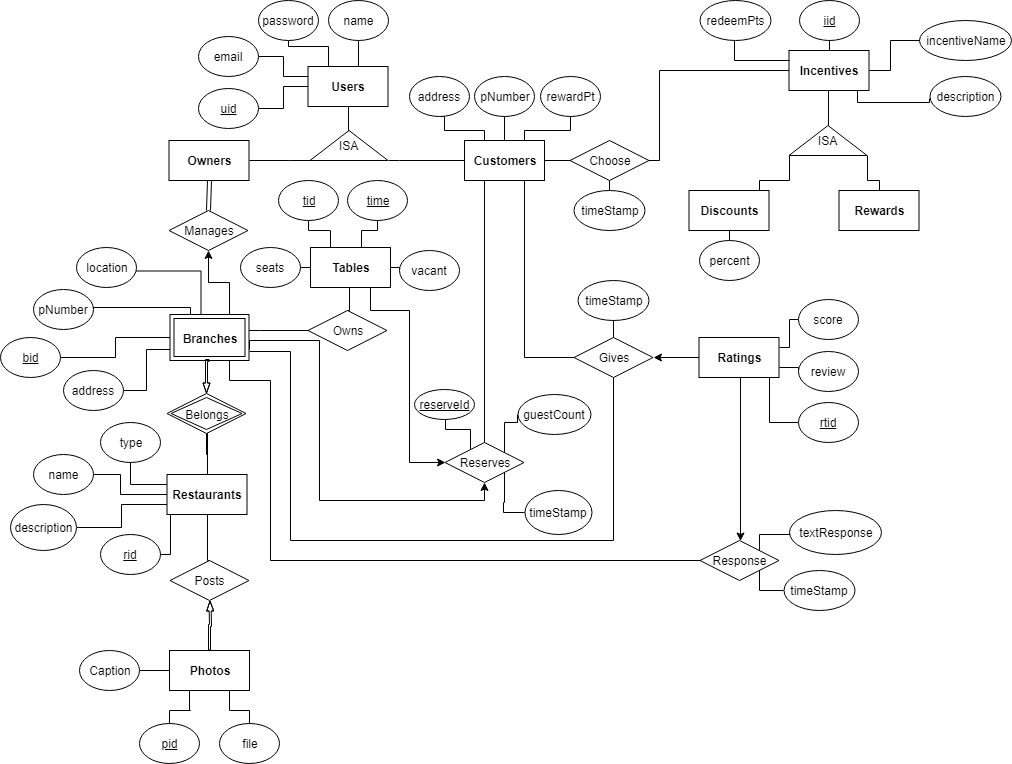 password
name
redeemPts
iid
incentiveName
email
Users
Incentives
uid
address
pNumber
rewardPt
description
ISA
ISA
Owners
Customers
Choose
tid
time
timeStamp
Discounts
Rewards
Manages
location
seats
Tables
vacant
percent
pNumber
timeStamp
score
Branches
Owns
bid
Gives
Ratings
review
address
Belongs
reserveId
guestCount
rtid
type
name
Reserves
Restaurants
description
timeStamp
textResponse
rid
Posts
Response
timeStamp
Caption
Photos
pid
file